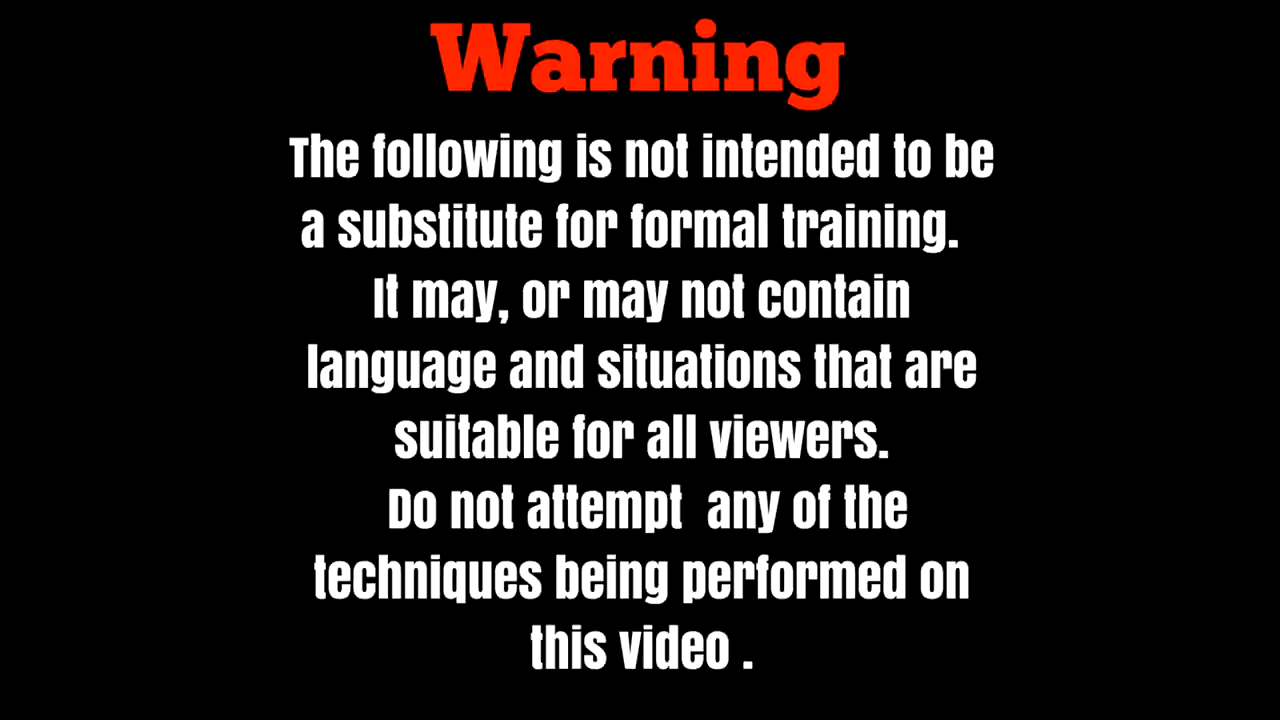 Warning
The following is not intended to be
a substitute for formal training.
It may, or may not contain
language and situations that are
suitable for all viewers.
Do not attempt  any of the
techniques being performed on
this video .